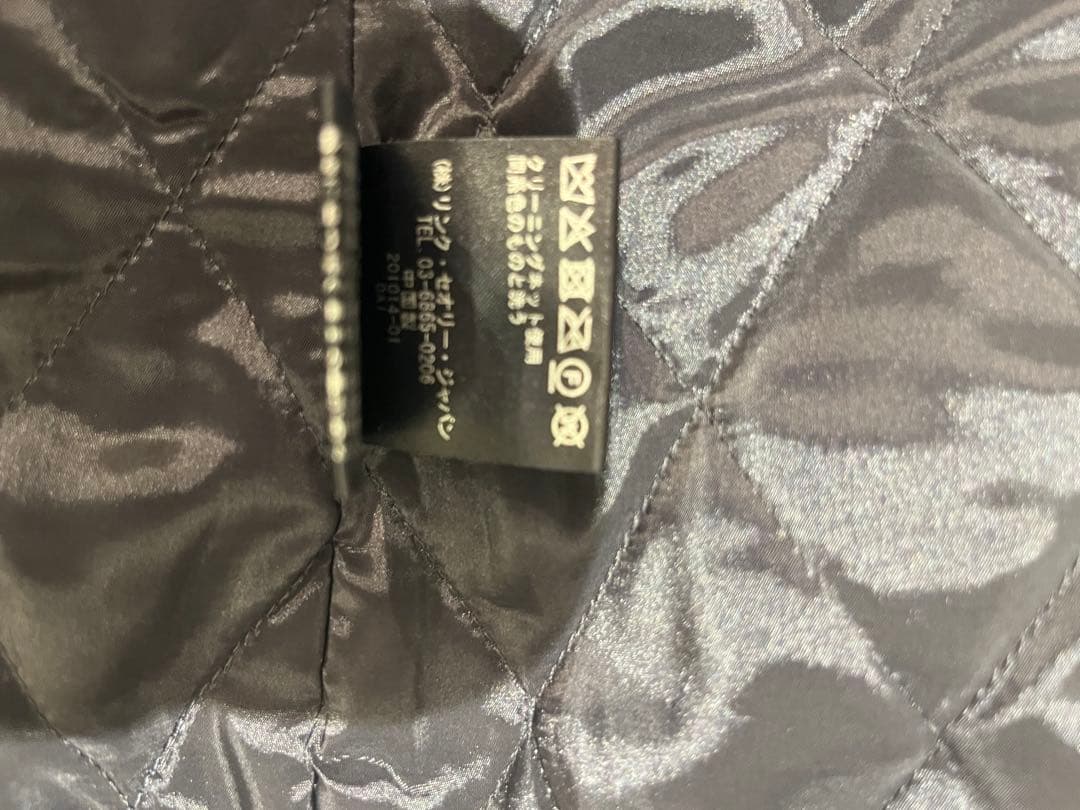 クリーニングネット使用
同系色のものと洗う
(株)リンク・セオリー・ジャパン
TEL 03-6865-0206
中国製
201014-01